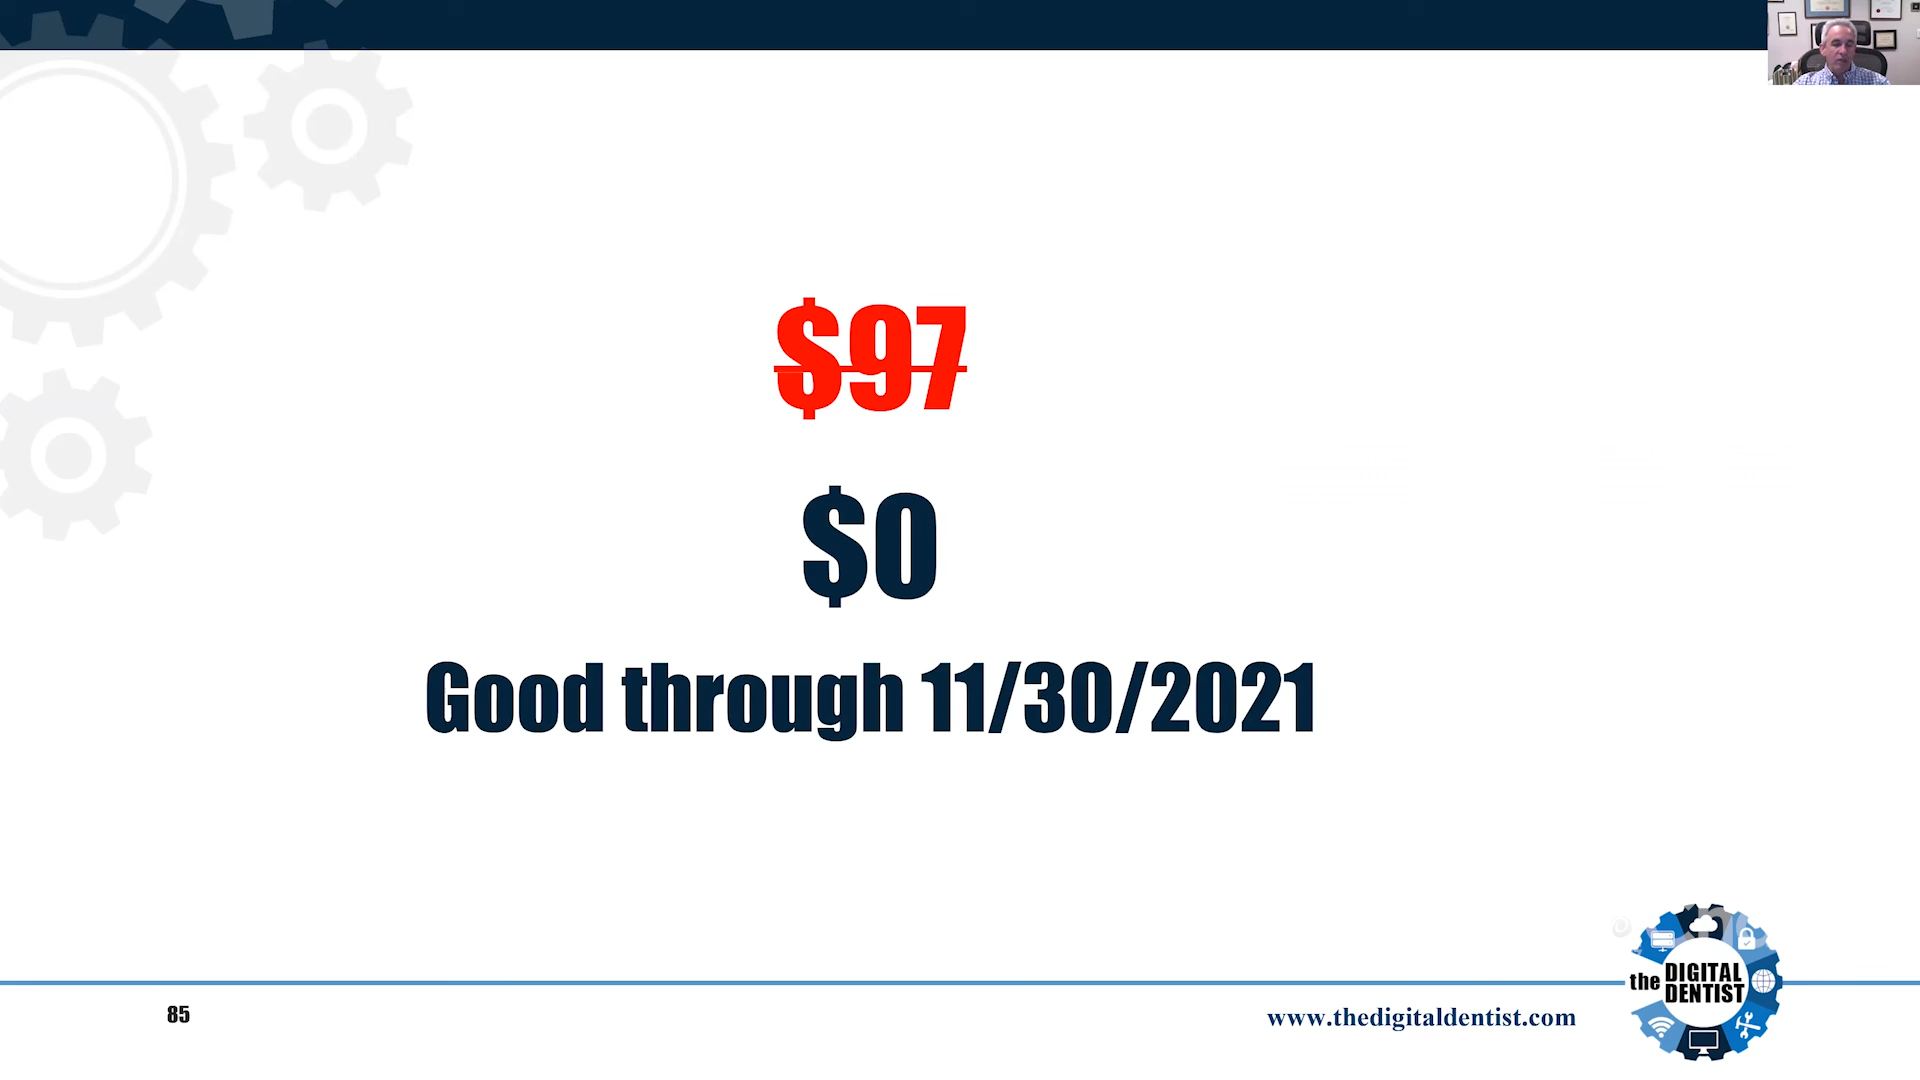 $97
$0
Good through 11/30/2021
85
www.thedigitaldentist.com
the DIGITAL
DENTIST